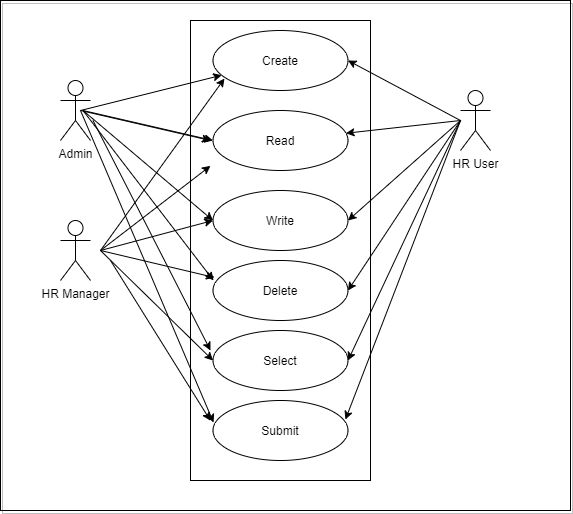 Create
Admin
Read
HR User
Write
HR Manager
Delete
Select
Submit